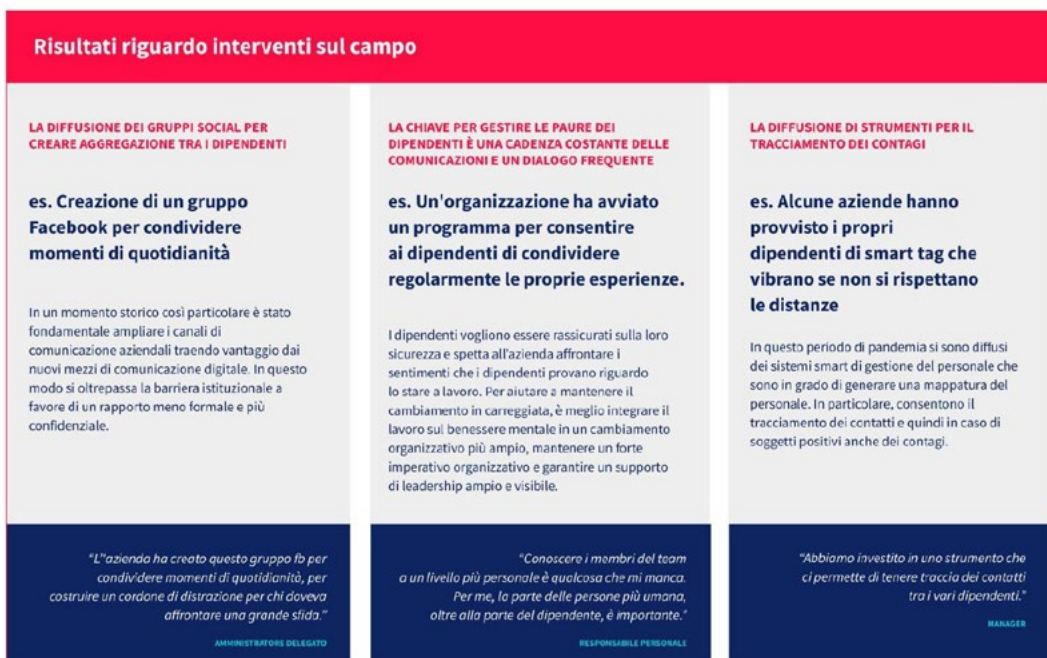 Risultati riguardo interventi sul campo
LA DIFFUSIONE DEI GRUPPI SOCIAL PER
CREARE AGGREGAZIONE TRA I DIPENDENTI
es. Creazione di un gruppo
Facebook per condividere
momenti di quotidianità
In un momento storico così particolare è stato
fondamentale ampliare i canali di
comunicazione aziendali traendo vantaggio dai
nuovi mezzi di comunicazione digitale. In questo
modo si oltrepassa la barriera istituzionale a
favore di un rapporto meno formale e più
confidenziale.
"L''azienda ha creato questo gruppo fb per
condividere momenti di quotidianità, per
costruire un cordone di distrazione per chi doveva
affrontare una grande sfida."
AMMINISTRATORE DELEGATO
LA CHIAVE PER GESTIRE LE PAURE DEI
DIPENDENTI È UNA CADENZA COSTANTE DELLE
COMUNICAZIONI E UN DIALOGO FREQUENTE
es. Un'organizzazione ha avviato
un programma per consentire
ai dipendenti di condividere
regolarmente le proprie esperienze.
I dipendenti vogliono essere rassicurati sulla loro
sicurezza e spetta all'azienda affrontare i
sentimenti che i dipendenti provano riguardo
lo stare a lavoro. Per aiutare a mantenere il
cambiamento in carreggiata, è meglio integrare il
lavoro sul benessere mentale in un cambiamento
organizzativo più ampio, mantenere un forte
imperativo organizzativo e garantire un supporto
di leadership ampio e visibile.
"Conoscere i membri del team
a un livello più personale è qualcosa che mi manca.
Per me, la parte delle persone più umana,
oltre alla parte del dipendente, è importante."
RESPONSABILE PERSONALE
LA DIFFUSIONE DI STRUMENTI PER IL
TRACCIAMENTO DEI CONTAGI
es. Alcune aziende hanno
provvisto i propri
dipendenti di smart tag che
vibrano se non si rispettano
le distanze
In questo periodo di pandemia si sono diffusi
dei sistemi smart di gestione del personale che
sono in grado di generare una mappatura del
personale. In particolare, consentono il
tracciamento dei contatti e quindi in caso di
soggetti positivi anche dei contagi.
"Abbiamo investito in uno strumento che
ci permette di tenere traccia dei contatti
tra i vari dipendenti."
MANAGER